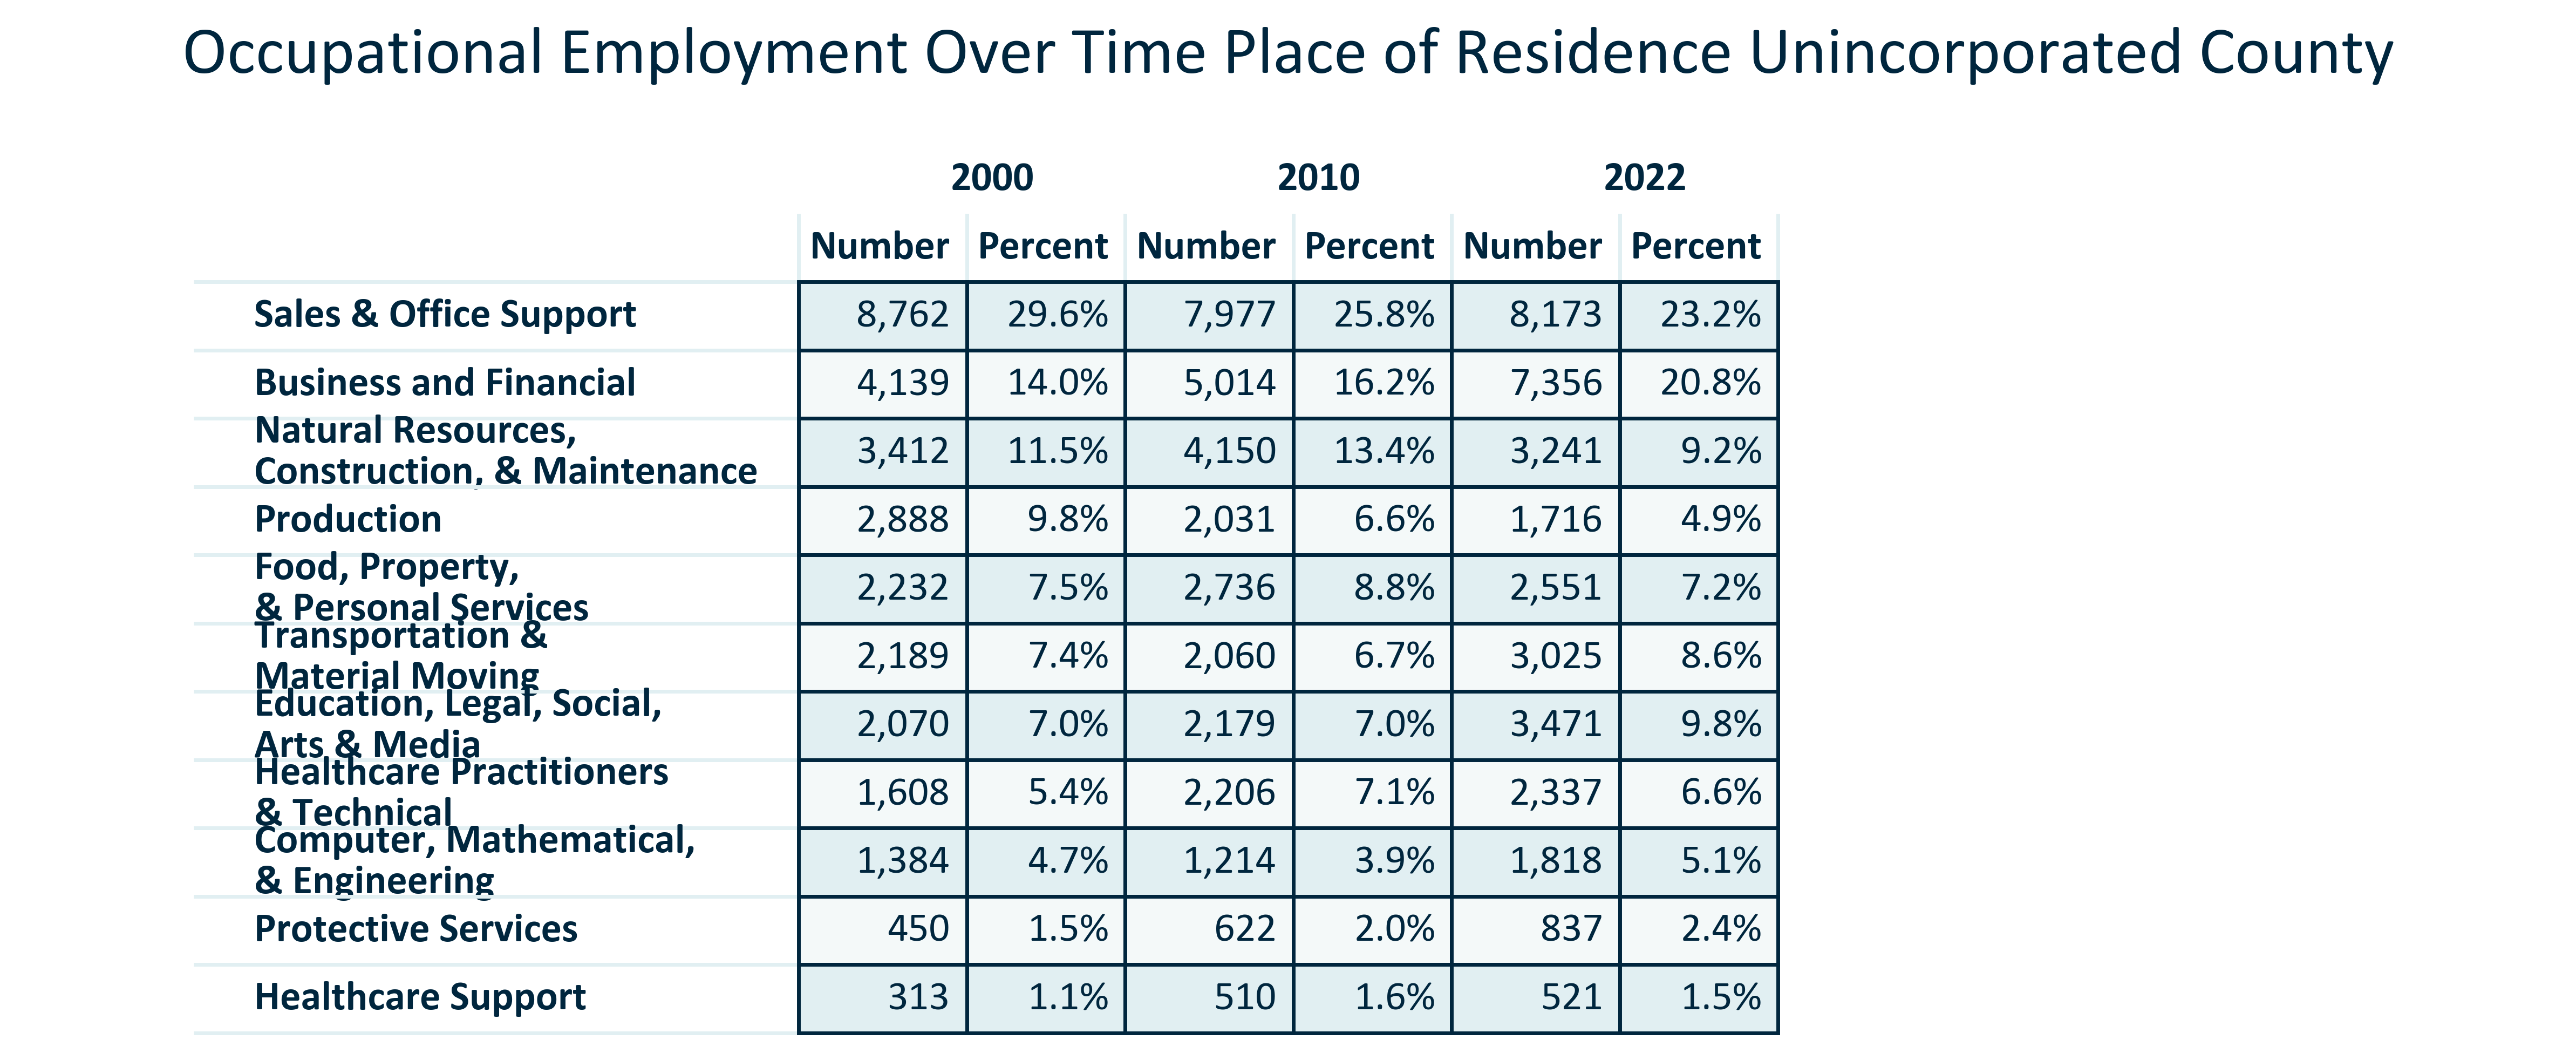 Occupational Employment Over Time Place of Residence Unincorporated County
2000 2010 2022
Number Percent Number Percent Number Percent
Sales & Office Support 8,762 29.6% 7,977 25.8% 8,173 23.2%
Business and Financial 4,139 14.0% 5,014 16.2% 7,356 20.8%
Natural Resources,
Construction, & Maintenance 3,412 11.5% 4,150 13.4% 3,241 9.2%
Production 2,888 9.8% 2,031 6.6% 1,716 4.9%
Food, Property,
& Personal Services 2,232 7.5% 2,736 8.8% 2,551 7.2%
Transportation &
Material Moving 2,189 7.4% 2,060 6.7% 3,025 8.6%
Education, Legal, Social,
Arts & Media 2,070 7.0% 2,179 7.0% 3,471 9.8%
Healthcare Practitioners
& Technical 1,608 5.4% 2,206 7.1% 2,337 6.6%
Computer, Mathematical,
& Engineering 1,384 4.7% 1,214 3.9% 1,818 5.1%
Protective Services 450 1.5% 622 2.0% 837 2.4%
Healthcare Support 313 1.1% 510 1.6% 521 1.5%